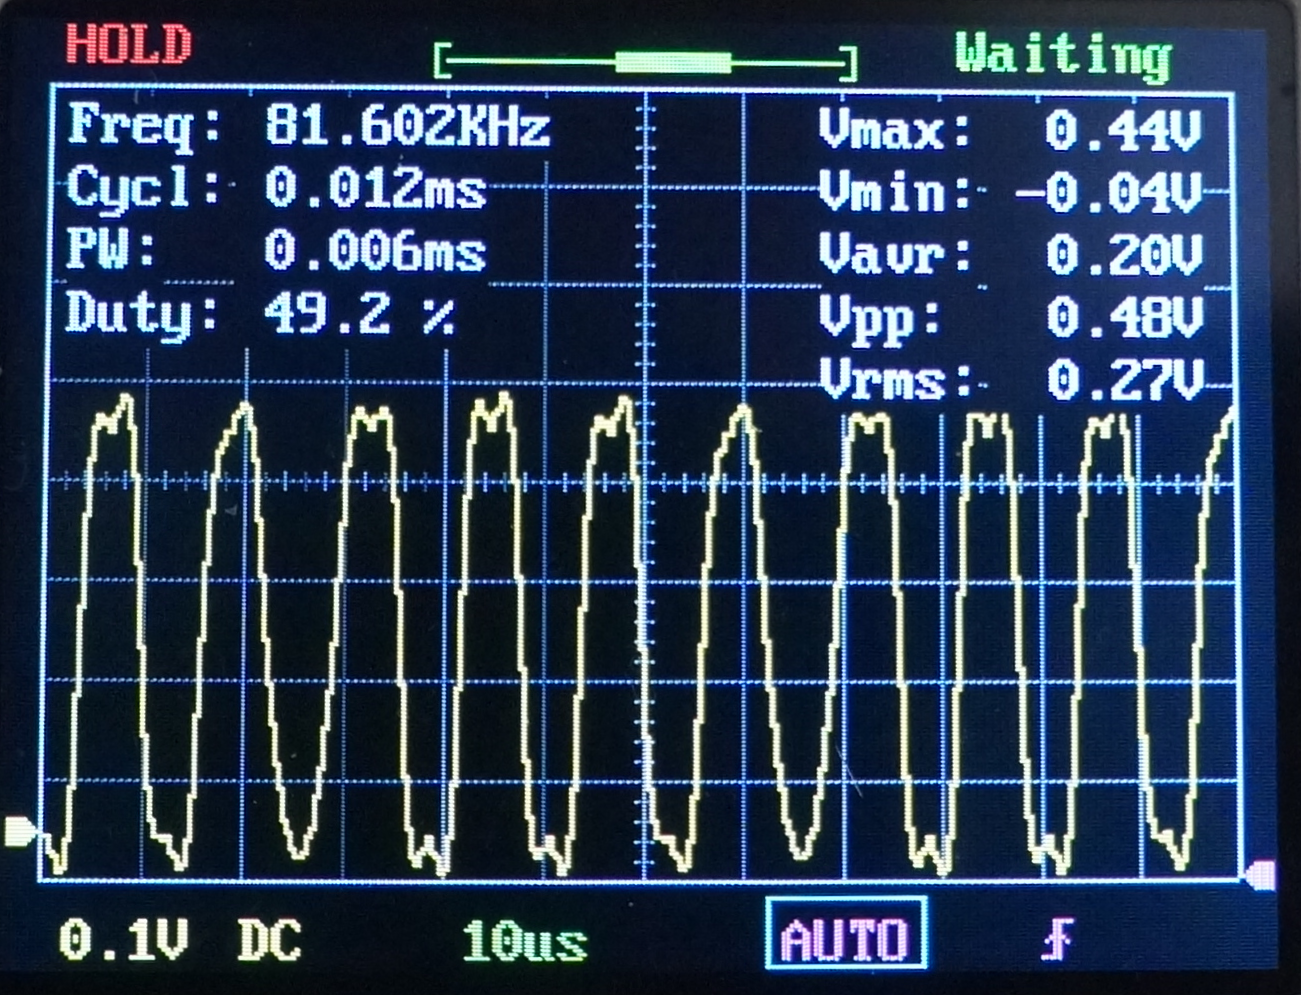 HOLD Waiting
Freq: 81.602KHz Vmax: 0.44V
Cycl: 0.012ms Vmin: -0.04V
PW: 0.006ms Vavr: 0.20V
Duty: 49.2 % Vpp: 0.48V
Vrms: 0.27V
0.1V DC 10us AUTO